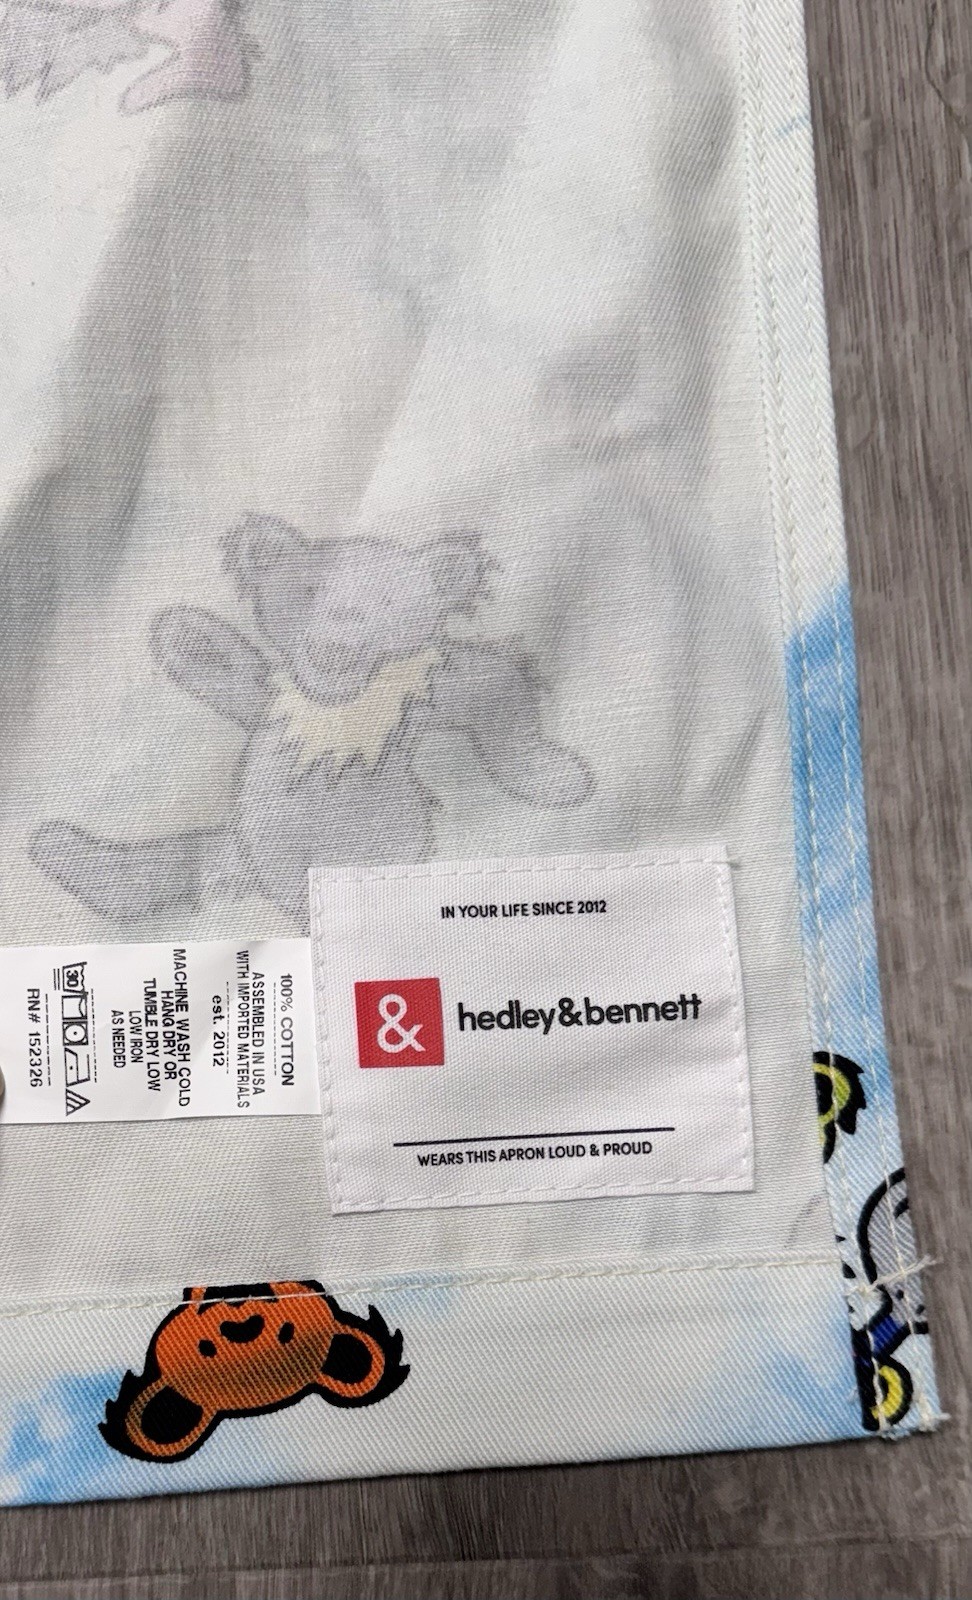 IN YOUR LIFE SINCE 2012
& hedley&bennett
WEARS THIS APRON LOUD & PROUD
100% COTTON
ASSEMBLED IN USA
WITH IMPORTED MATERIALS
est. 2012
MACHINE WASH COLD
HANG DRY OR
TUMBLE DRY LOW
LOW IRON
AS NEEDED
30
RN# 152326